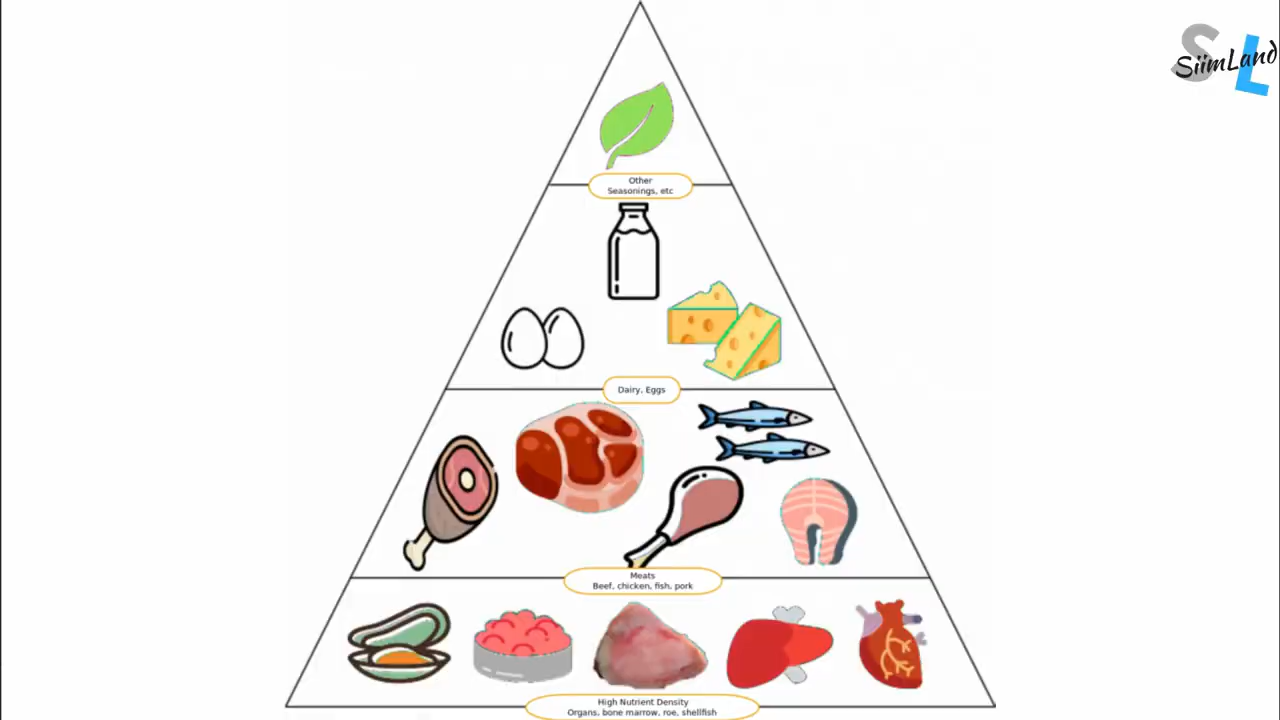 SiimLand
SL
Other
Seasonings, etc
Dairy, Eggs
Meats
Beef, chicken, fish, pork
High Nutrient Density
Organs, bone marrow, roe, shellfish